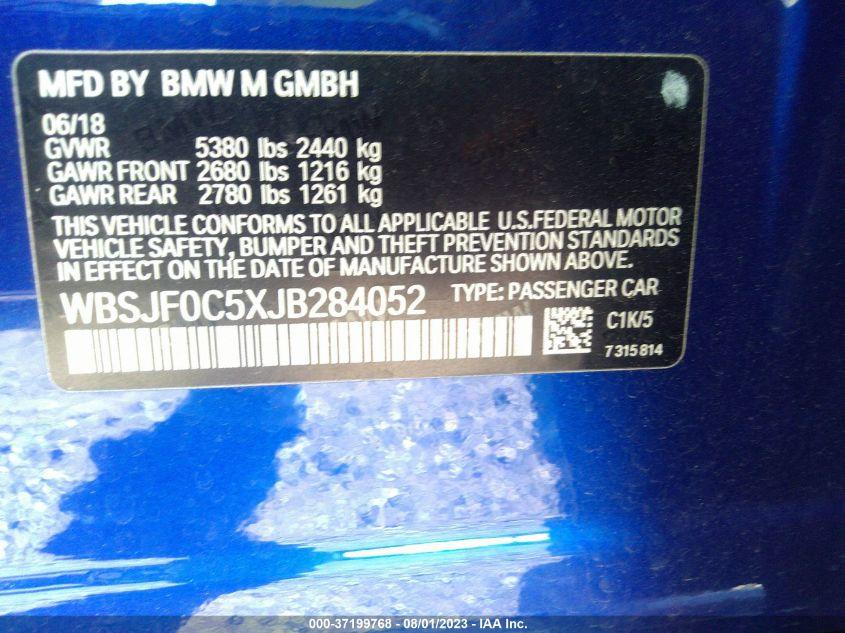 MFD BY BMW M GMBH
06/18
GVWR 5380 lbs 2440 kg
GAWR FRONT 2680 lbs 1216 kg
GAWR REAR 2780 lbs 1261 kg
THIS VEHICLE CONFORMS TO ALL APPLICABLE U.S.FEDERAL MOTOR
VEHICLE SAFETY, BUMPER AND THEFT PREVENTION STANDARDS
IN EFFECT ON THE DATE OF MANUFACTURE SHOWN ABOVE.
WBSJF0C5XJB284052 TYPE: PASSENGER CAR
C1K/5
7315814
000-37199768 - 08/01/2023 - IAA Inc.